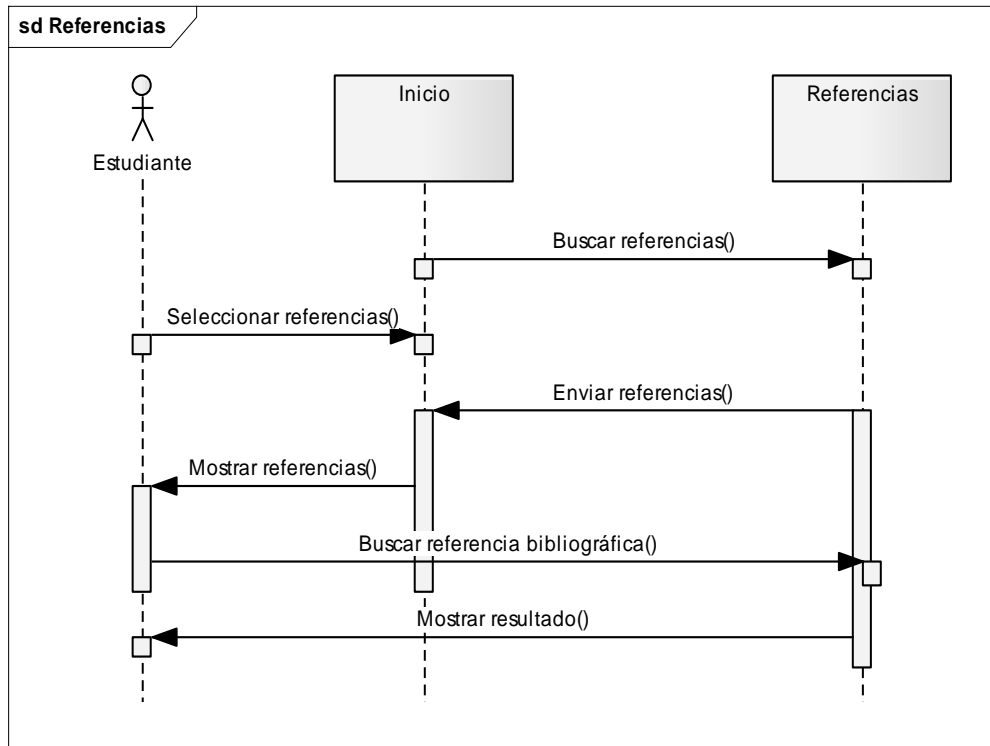 sd Referencias
Estudiante
Inicio
Referencias
Buscar referencias()
Seleccionar referencias()
Enviar referencias()
Mostrar referencias()
Buscar referencia bibliográfica()
Mostrar resultado()